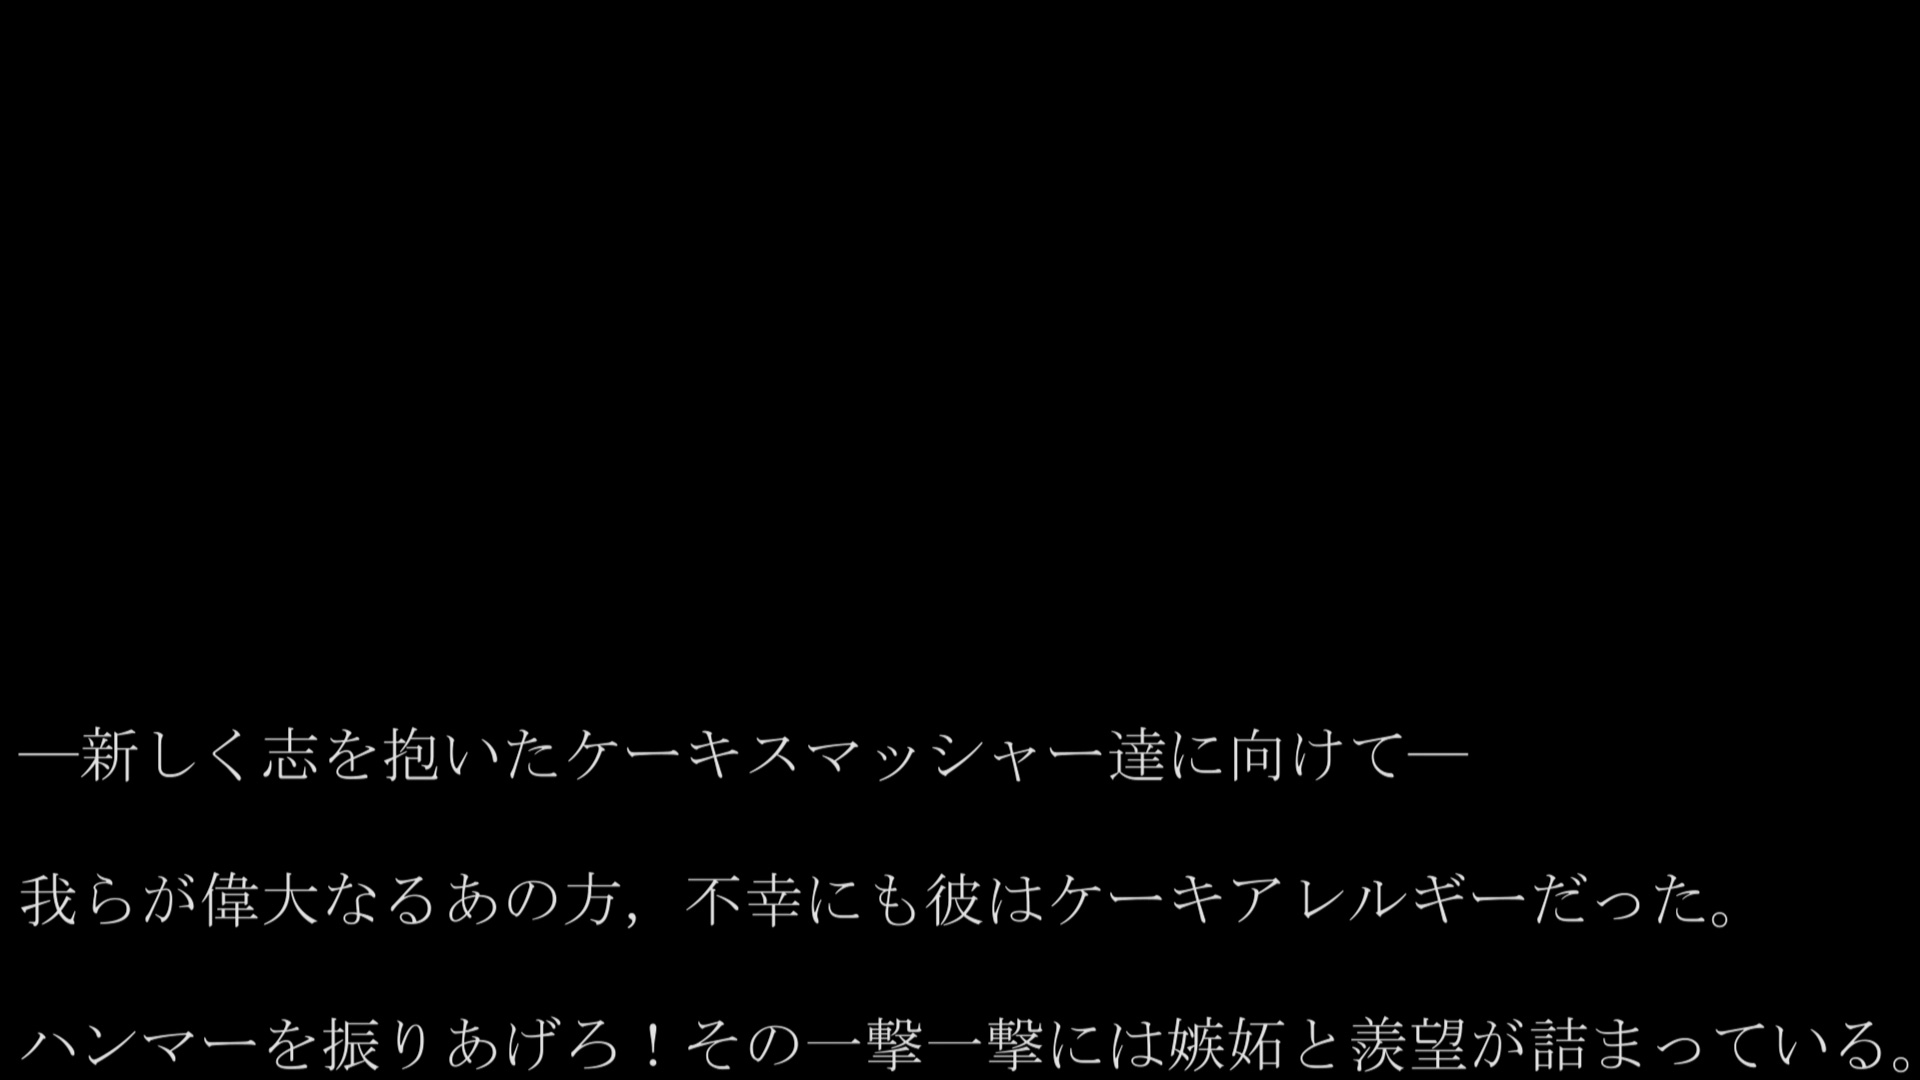 ―新しく志を抱いたケーキスマッシャー達に向けて―
我らが偉大なるあの方，不幸にも彼はケーキアレルギーだった。
ハンマーを振りあげろ！その一撃一撃には嫉妬と羨望が詰まっている。